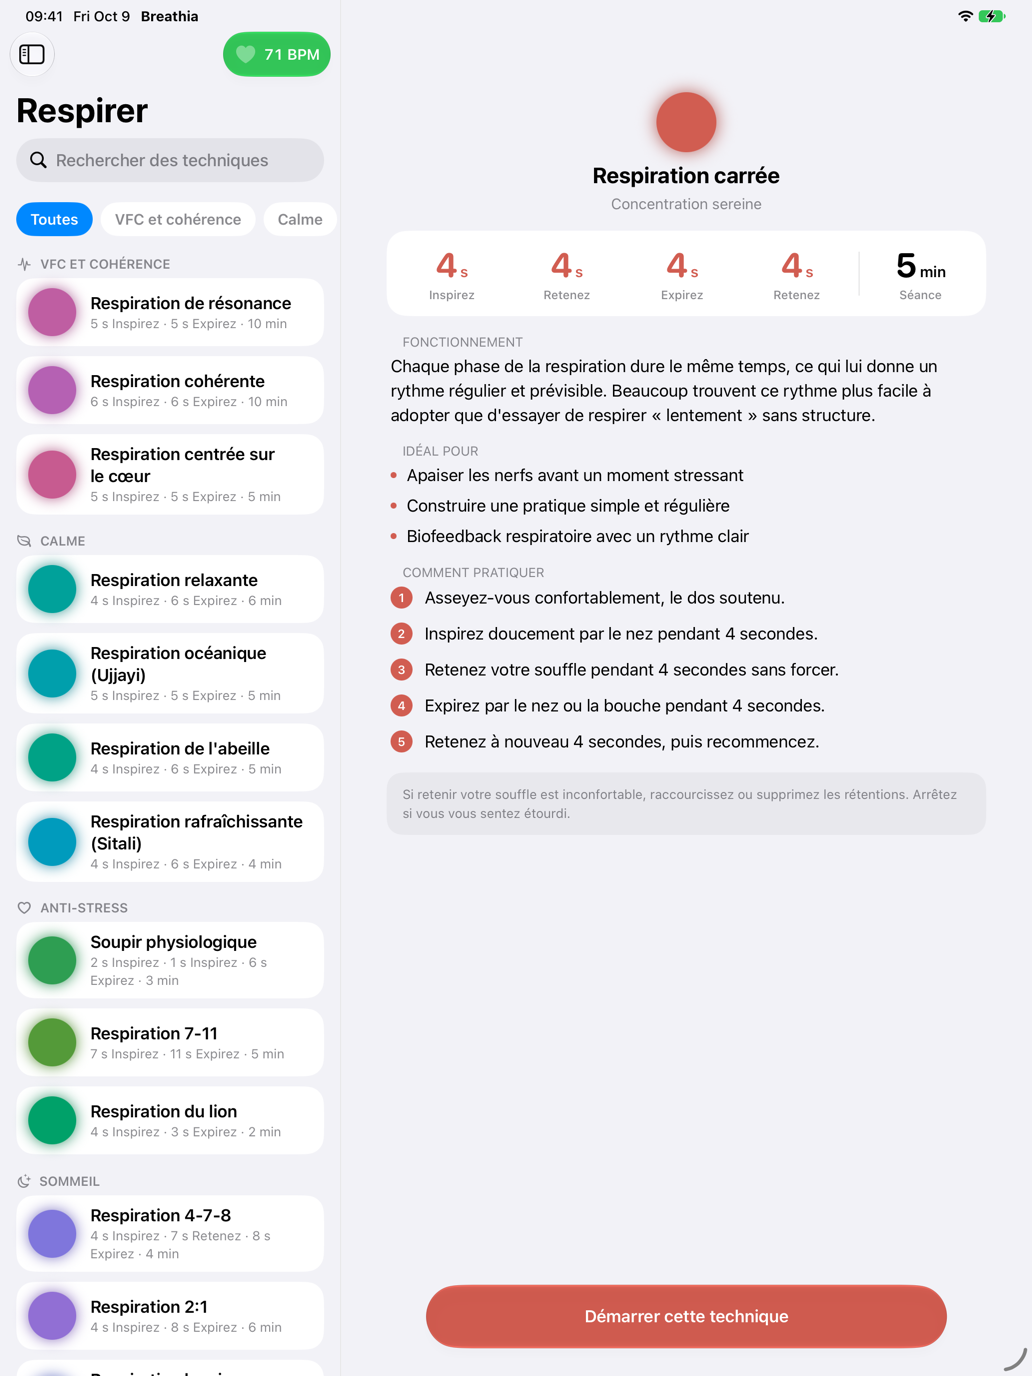 09:41 Fri Oct 9 Breathia
71 BPM
Respirer
Rechercher des techniques
Toutes
VFC et cohérence
Calme
VFC ET COHÉRENCE
Respiration de résonance
5 s Inspirez · 5 s Expirez · 10 min
Respiration cohérente
6 s Inspirez · 6 s Expirez · 10 min
Respiration centrée sur
le cœur
5 s Inspirez · 5 s Expirez · 5 min
CALME
Respiration relaxante
4 s Inspirez · 6 s Expirez · 6 min
Respiration océanique
(Ujjayi)
5 s Inspirez · 5 s Expirez · 5 min
Respiration de l'abeille
4 s Inspirez · 6 s Expirez · 5 min
Respiration rafraîchissante
(Sitali)
4 s Inspirez · 6 s Expirez · 4 min
ANTI-STRESS
Soupir physiologique
2 s Inspirez · 1 s Inspirez · 6 s
Expirez · 3 min
Respiration 7-11
7 s Inspirez · 11 s Expirez · 5 min
Respiration du lion
4 s Inspirez · 3 s Expirez · 2 min
SOMMEIL
Respiration 4-7-8
4 s Inspirez · 7 s Retenez · 8 s
Expirez · 4 min
Respiration 2:1
4 s Inspirez · 8 s Expirez · 6 min
Respiration carrée
Concentration sereine
4 s 4 s 4 s 4 s 5 min
Inspirez Retenez Expirez Retenez Séance
FONCTIONNEMENT
Chaque phase de la respiration dure le même temps, ce qui lui donne un
rythme régulier et prévisible. Beaucoup trouvent ce rythme plus facile à
adopter que d'essayer de respirer « lentement » sans structure.
IDÉAL POUR
• Apaiser les nerfs avant un moment stressant
• Construire une pratique simple et régulière
• Biofeedback respiratoire avec un rythme clair
COMMENT PRATIQUER
1 Asseyez-vous confortablement, le dos soutenu.
2 Inspirez doucement par le nez pendant 4 secondes.
3 Retenez votre souffle pendant 4 secondes sans forcer.
4 Expirez par le nez ou la bouche pendant 4 secondes.
5 Retenez à nouveau 4 secondes, puis recommencez.
Si retenir votre souffle est inconfortable, raccourcissez ou supprimez les rétentions. Arrêtez
si vous vous sentez étourdi.
Démarrer cette technique